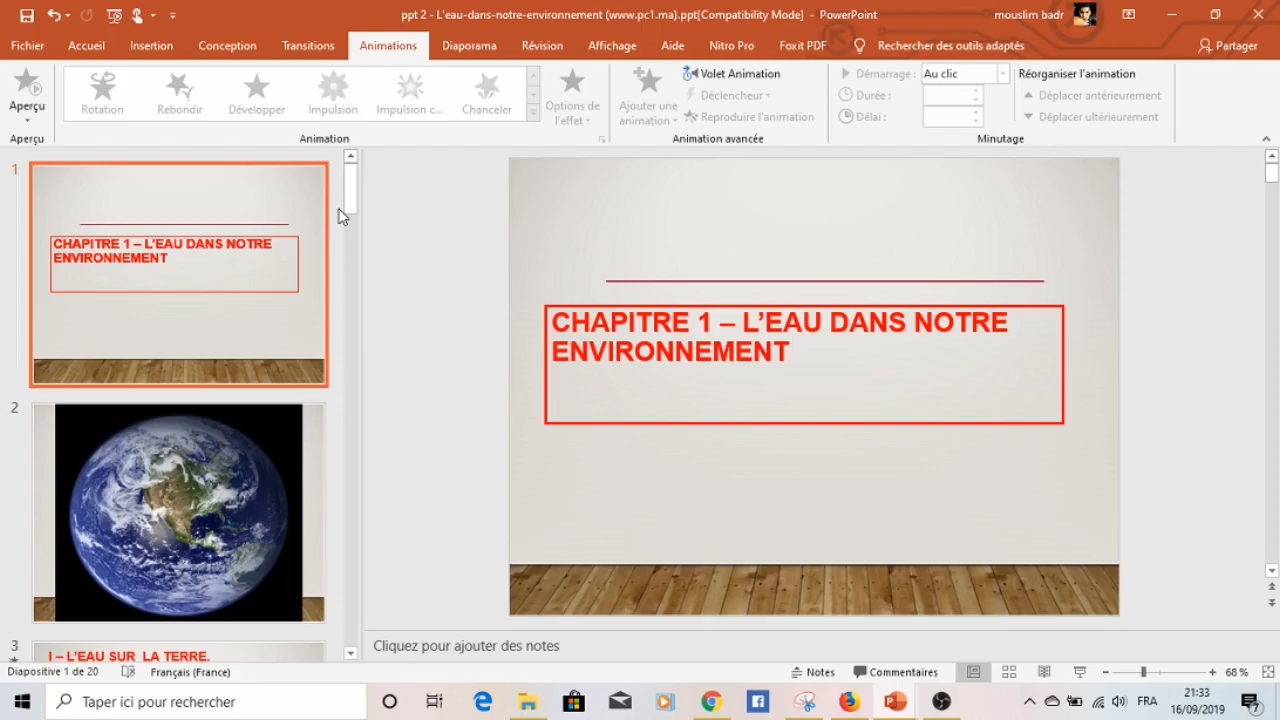 ppt 2 - L'eau-dans-notre-environnement (www.pc1.ma).ppt[Compatibility Mode] - PowerPoint
mouslim badr
Fichier Accueil Insertion Conception Transitions Animations Diaporama Révision Affichage Aide Nitro Pro Foxit PDF Rechercher des outils adaptés Partager
Aperçu
Rotation Rebondir Développer Impulsion Impulsion c... Chanceler
Options de l'effet
Ajouter une animation
Volet Animation
Déclencheur
Reproduire l'animation
Démarrage : Au clic
Durée :
Délai :
Réorganiser l'animation
Déplacer antérieurement
Déplacer ultérieurement
Aperçu Animation Animation avancée Minutage
1
CHAPITRE 1 – L'EAU DANS NOTRE
ENVIRONNEMENT
2
3
I – L'EAU SUR LA TERRE.
CHAPITRE 1 – L'EAU DANS NOTRE
ENVIRONNEMENT
Cliquez pour ajouter des notes
Diapositive 1 de 20 Français (France) Notes Commentaires 68 %
Taper ici pour rechercher
FRA
21:33
16/09/2019
7